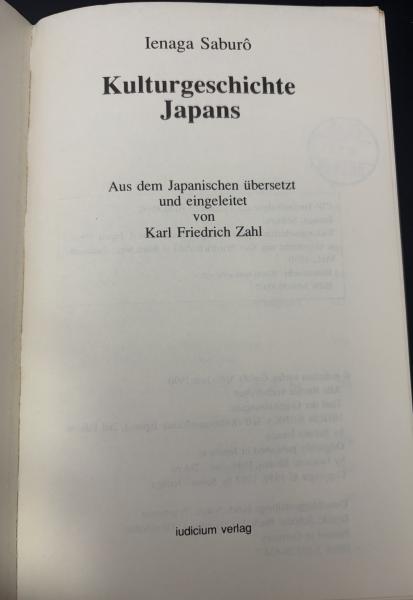 Ienaga Saburô
Kulturgeschichte
Japans
Aus dem Japanischen übersetzt
und eingeleitet
von
Karl Friedrich Zahl
iudicium verlag